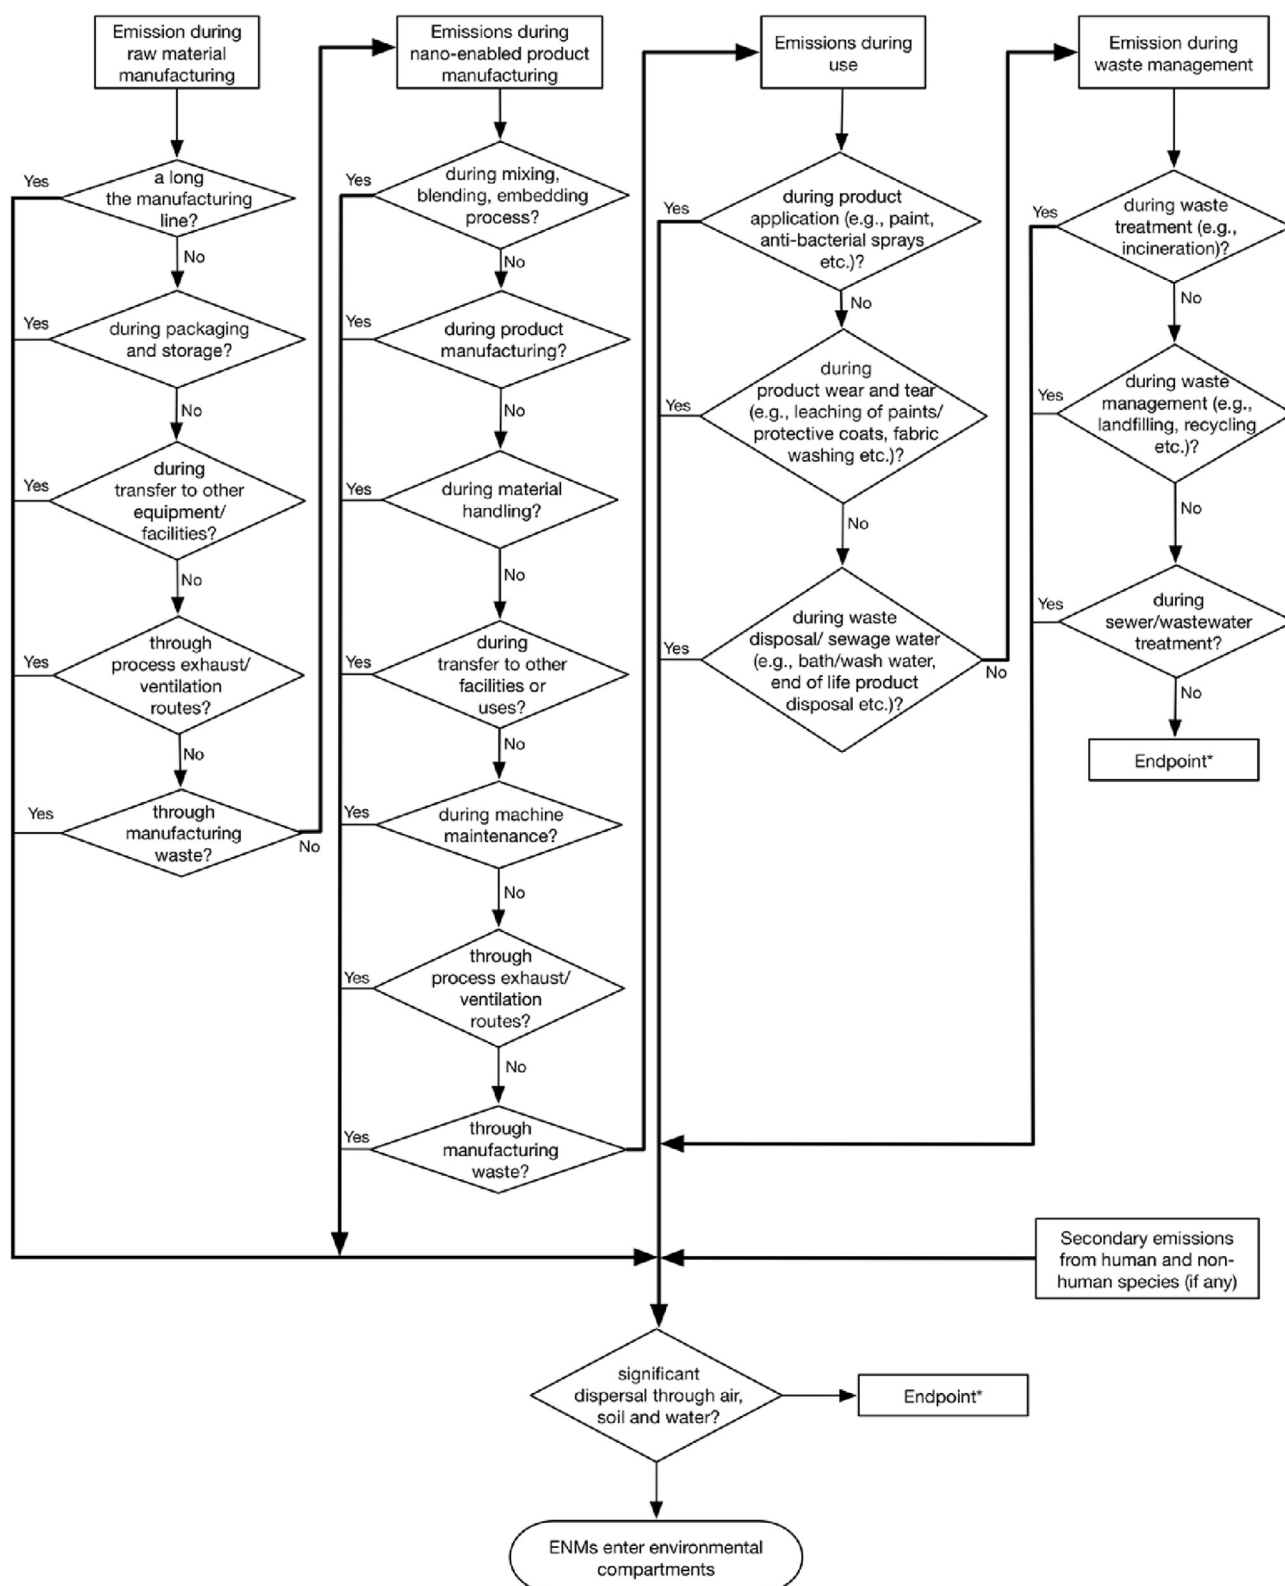 Emission during
raw material
manufacturing
Yes
a long
the manufacturing
line?
No
Yes
during packaging
and storage?
No
Yes
during
transfer to other
equipment/
facilities?
No
Yes
through
process exhaust/
ventilation
routes?
No
Yes
through
manufacturing
waste?
No
Emissions during
nano-enabled product
manufacturing
Yes
during mixing,
blending, embedding
process?
No
Yes
during product
manufacturing?
No
Yes
during material
handling?
No
Yes
during
transfer to other
facilities or
uses?
No
Yes
during machine
maintenance?
No
Yes
through
process exhaust/
ventilation
routes?
No
Yes
through
manufacturing
waste?
Emissions during
use
Yes
during product
application (e.g., paint,
anti-bacterial sprays
etc.)?
No
Yes
during
product wear and tear
(e.g., leaching of paints/
protective coats, fabric
washing etc.)?
No
Yes
during waste
disposal/ sewage water
(e.g., bath/wash water,
end of life product
disposal etc.)?
No
Emission during
waste management
Yes
during waste
treatment (e.g.,
incineration)?
No
Yes
during waste
management (e.g.,
landfilling, recycling
etc.)?
No
Yes
during
sewer/wastewater
treatment?
No
Endpoint*
Secondary emissions
from human and non-
human species (if any)
significant
dispersal through air,
soil and water?
Endpoint*
ENMs enter environmental
compartments